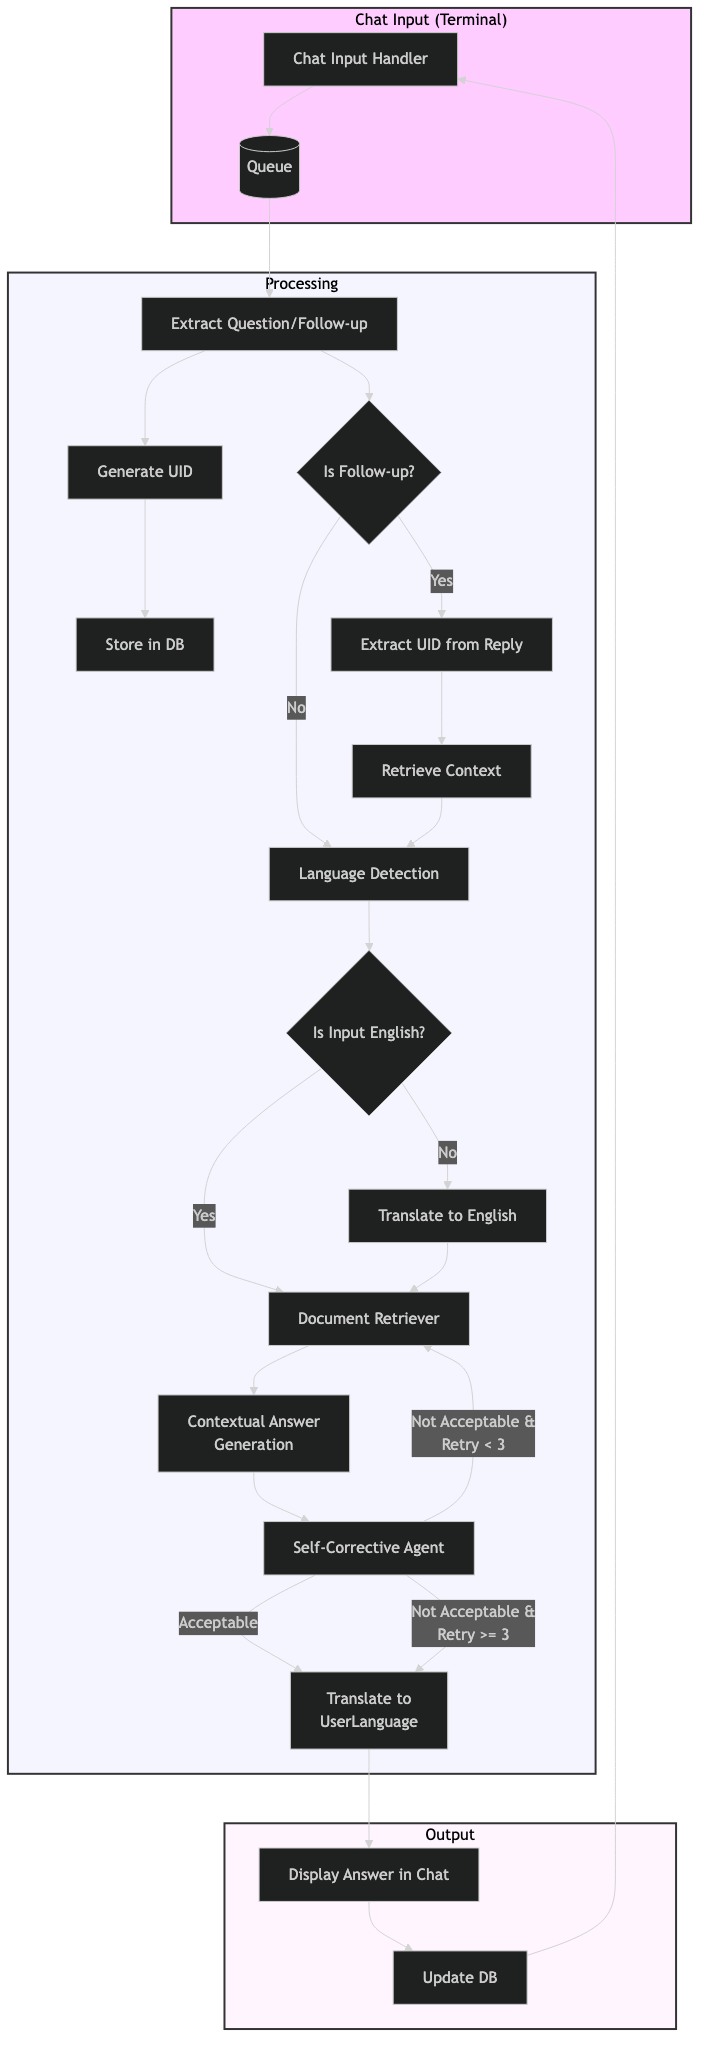 Chat Input (Terminal)
Chat Input Handler
Queue
Processing
Extract Question/Follow-up
Generate UID
Is Follow-up?
Yes
Store in DB
Extract UID from Reply
No
Retrieve Context
Language Detection
Is Input English?
No
Yes
Translate to English
Document Retriever
Contextual Answer
Generation
Not Acceptable &
Retry < 3
Self-Corrective Agent
Acceptable
Not Acceptable &
Retry >= 3
Translate to
UserLanguage
Output
Display Answer in Chat
Update DB